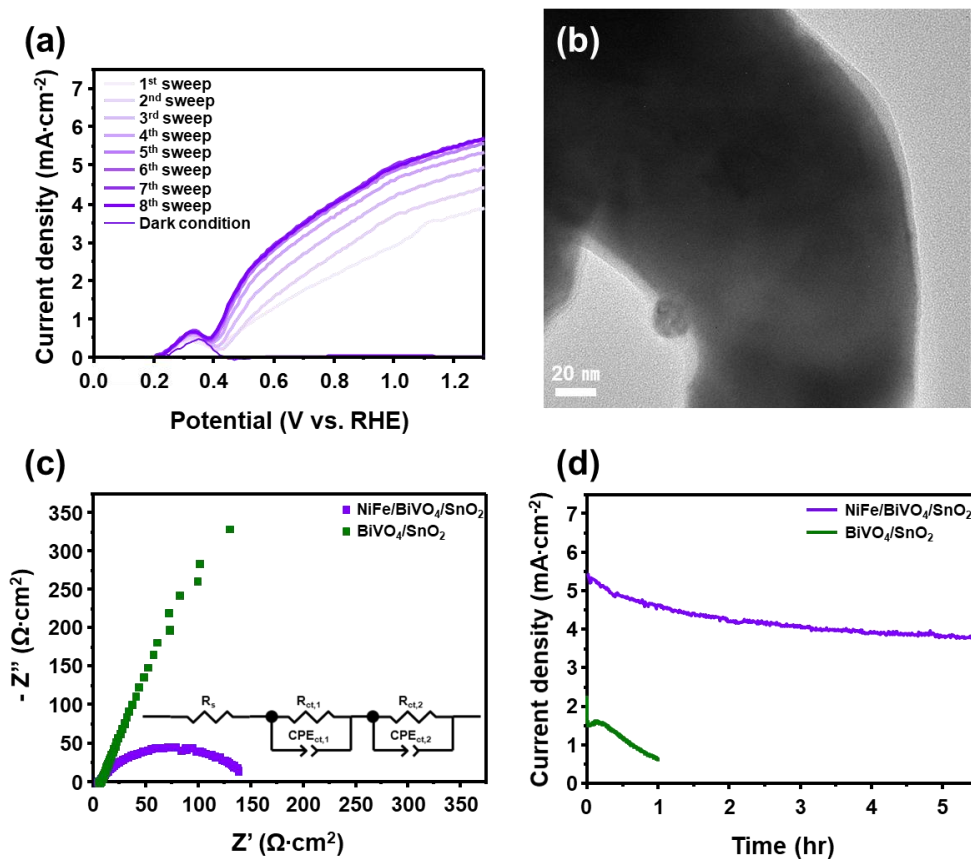 (a)
Current density (mA·cm⁻²)
7
6
5
4
3
2
1
0
1ˢᵗ sweep
2ⁿᵈ sweep
3ʳᵈ sweep
4ᵗʰ sweep
5ᵗʰ sweep
6ᵗʰ sweep
7ᵗʰ sweep
8ᵗʰ sweep
Dark condition
0.0 0.2 0.4 0.6 0.8 1.0 1.2
Potential (V vs. RHE)
(b)
20 nm
(c)
- Z” (Ω·cm²)
350
300
250
200
150
100
50
0
NiFe/BiVO₄/SnO₂
BiVO₄/SnO₂
Rₛ
R꜀ₜ,₁
CPE꜀ₜ,₁
R꜀ₜ,₂
CPE꜀ₜ,₂
0 50 100 150 200 250 300 350
Z’ (Ω·cm²)
(d)
Current density (mA·cm⁻²)
7
6
5
4
3
2
1
0
NiFe/BiVO₄/SnO₂
BiVO₄/SnO₂
0 1 2 3 4 5
Time (hr)